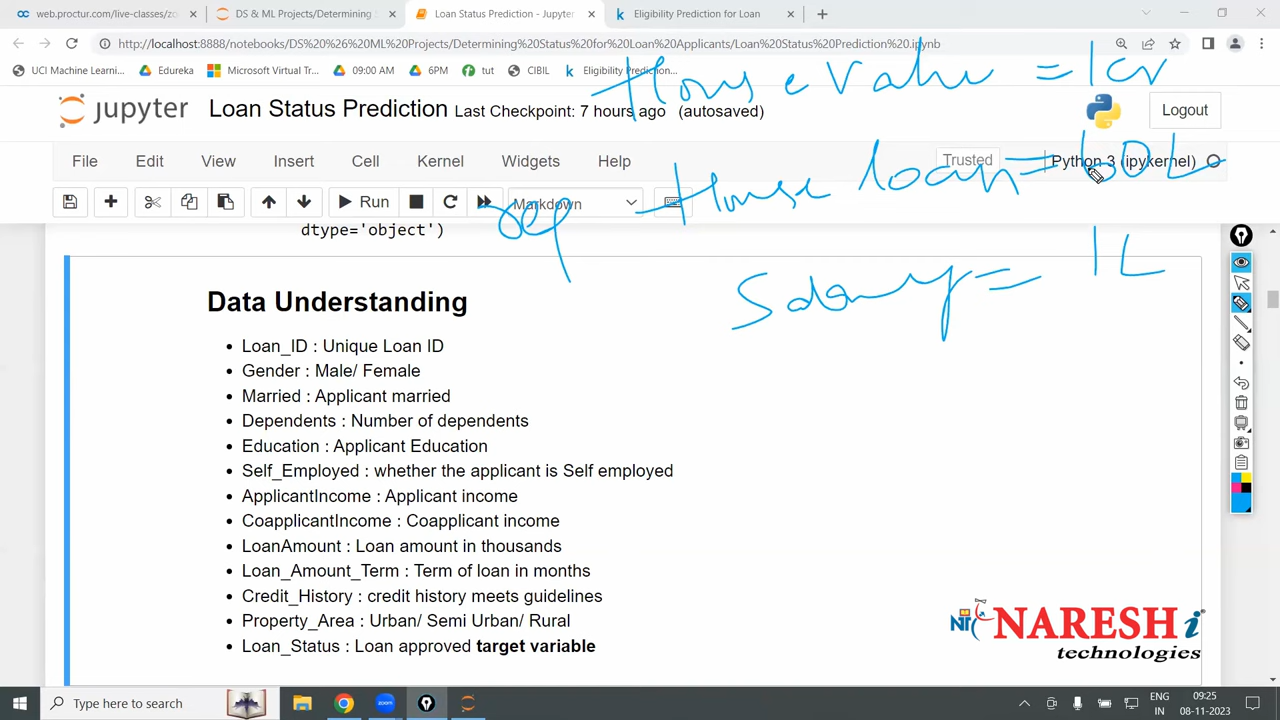 web.proctur.com/live-classes/zo
DS & ML Projects/Determining S
Loan Status Prediction - Jupyter
Eligibility Prediction for Loan
http://localhost:8888/notebooks/DS%20%26%20ML%20Projects/Determining%20Status%20for%20Loan%20Applicants/Loan%20Status%20Prediction%20.ipynb
UCI Machine Learni...
Edureka
Microsoft Virtual Tr...
09:00 AM
6PM
tut
CIBIL
Eligibility Prediction...
House Value = 1cr
jupyter
Loan Status Prediction
Last Checkpoint: 7 hours ago (autosaved)
Logout
File
Edit
View
Insert
Cell
Kernel
Widgets
Help
Trusted
Python 3 (ipykernel)
House loan = 60L
Run
Markdown
Salary = 1L
dtype='object')
Data Understanding
Loan_ID : Unique Loan ID
Gender : Male/ Female
Married : Applicant married
Dependents : Number of dependents
Education : Applicant Education
Self_Employed : whether the applicant is Self employed
ApplicantIncome : Applicant income
CoapplicantIncome : Coapplicant income
LoanAmount : Loan amount in thousands
Loan_Amount_Term : Term of loan in months
Credit_History : credit history meets guidelines
Property_Area : Urban/ Semi Urban/ Rural
Loan_Status : Loan approved target variable
NARESH i
technologies
Type here to search
ENG
IN
09:25
08-11-2023